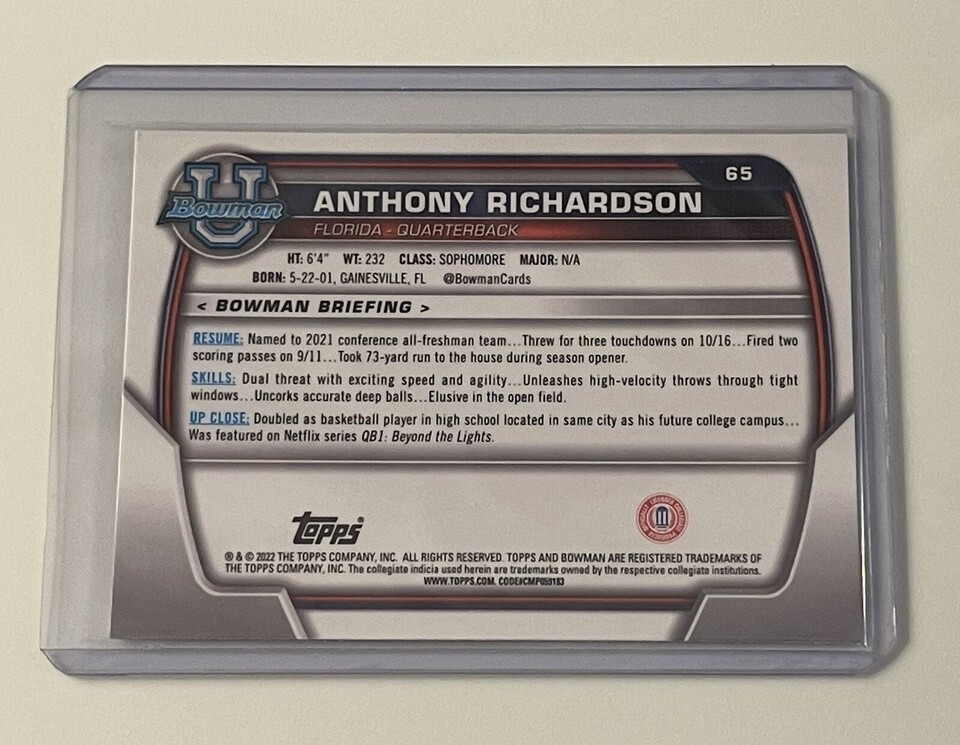 65
U
Bowman
ANTHONY RICHARDSON
FLORIDA - QUARTERBACK
HT: 6'4" WT: 232 CLASS: SOPHOMORE MAJOR: N/A
BORN: 5-22-01, GAINESVILLE, FL @BowmanCards
< BOWMAN BRIEFING >
RESUME: Named to 2021 conference all-freshman team...Threw for three touchdowns on 10/16...Fired two
scoring passes on 9/11...Took 73-yard run to the house during season opener.
SKILLS: Dual threat with exciting speed and agility...Unleashes high-velocity throws through tight
windows...Uncorks accurate deep balls...Elusive in the open field.
UP CLOSE: Doubled as basketball player in high school located in same city as his future college campus...
Was featured on Netflix series QB1: Beyond the Lights.
Topps®
OFFICIALLY LICENSED COLLEGIATE PRODUCTS
® & © 2022 THE TOPPS COMPANY, INC. ALL RIGHTS RESERVED. TOPPS AND BOWMAN ARE REGISTERED TRADEMARKS OF
THE TOPPS COMPANY, INC. The collegiate indicia used herein are trademarks owned by the respective collegiate institutions.
WWW.TOPPS.COM. CODE#CMP059183